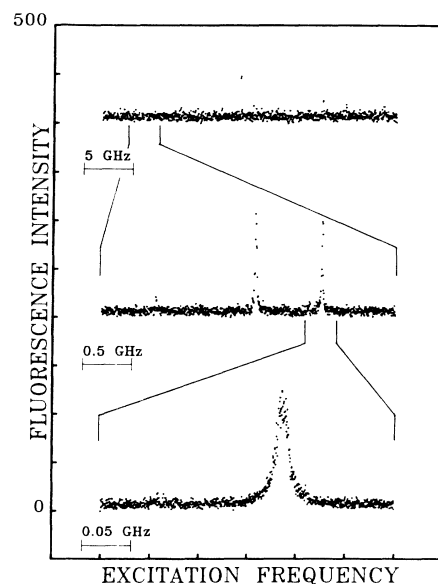 500
5 GHz
FLUORESCENCE INTENSITY
0.5 GHz
0
0.05 GHz
EXCITATION FREQUENCY